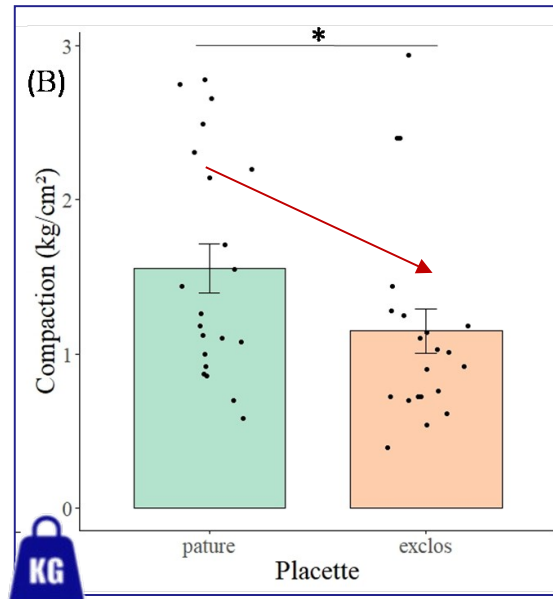 *
3
(B)
2
Compaction (kg/cm²)
1
0
pature exclos
Placette
KG